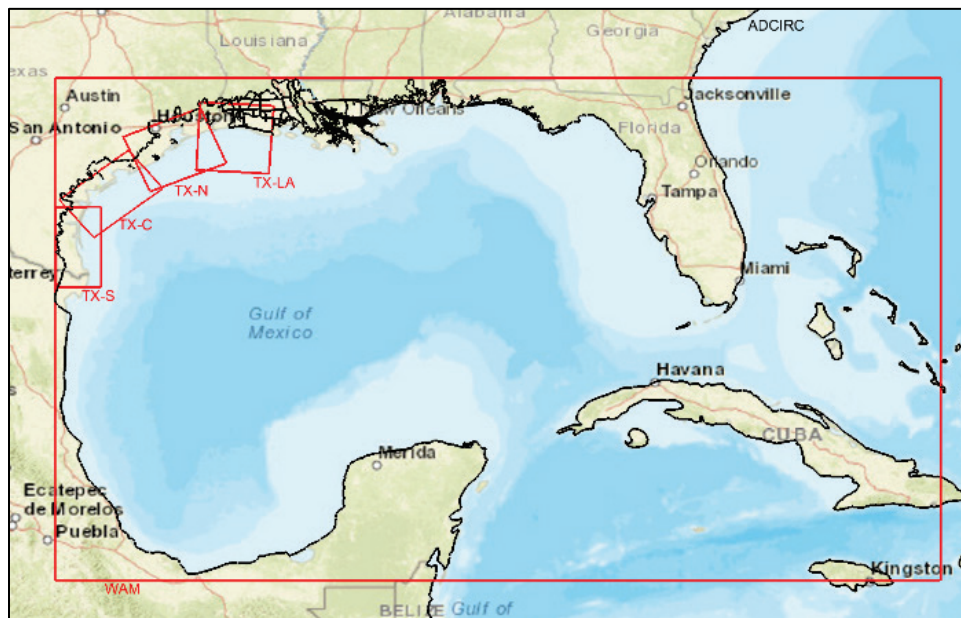 Alabama
ADCIRC
Louisiana
Georgia
exas
Austin
Jacksonville
Houston
New Orleans
San Antonio
Florida
Orlando
TX-N
TX-LA
Tampa
TX-C
terrey
Miami
TX-S
Gulf of
Mexico
Havana
CUBA
Merida
Ecatepec
de Morelos
Puebla
Kingston
WAM
BELIZE
Gulf of